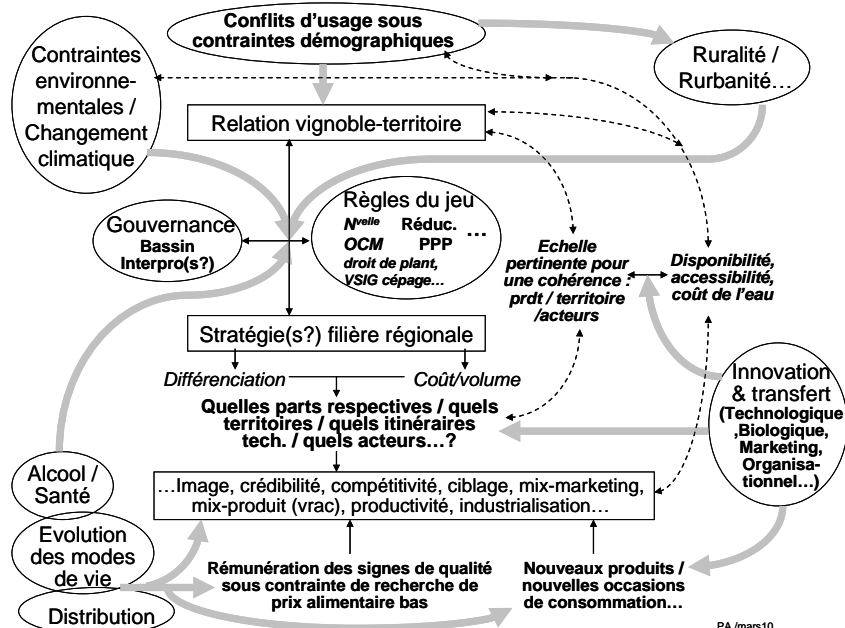 Conflits d'usage sous
contraintes démographiques
Contraintes
environne-
mentales /
Changement
climatique
Ruralité /
Rurbanité…
Relation vignoble-territoire
Gouvernance
Bassin
Interpro(s?)
Règles du jeu
Nvelle Réduc. …
OCM PPP
droit de plant,
VSIG cépage…
Echelle
pertinente pour
une cohérence :
prdt / territoire
/acteurs
Disponibilité,
accessibilité,
coût de l'eau
Stratégie(s?) filière régionale
Différenciation
Coût/volume
Quelles parts respectives / quels
territoires / quels itinéraires
tech. / quels acteurs…?
Innovation
& transfert
(Technologique
,Biologique,
Marketing,
Organisa-
tionnel…)
Alcool /
Santé
…Image, crédibilité, compétitivité, ciblage, mix-marketing,
mix-produit (vrac), productivité, industrialisation…
Evolution
des modes
de vie
Rémunération des signes de qualité
sous contrainte de recherche de
prix alimentaire bas
Nouveaux produits /
nouvelles occasions
de consommation…
Distribution
PA /mars10